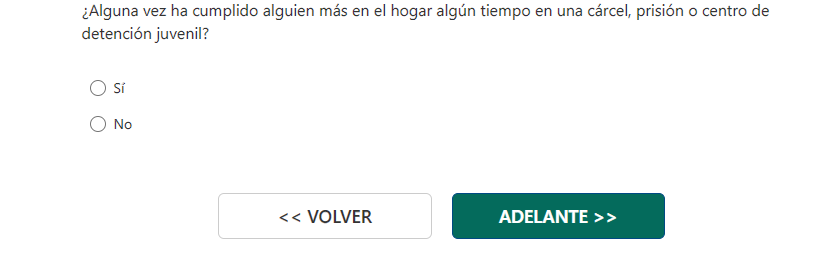 ¿Alguna vez ha cumplido alguien más en el hogar algún tiempo en una cárcel, prisión o centro de
detención juvenil?
Sí
No
<< VOLVER
ADELANTE >>